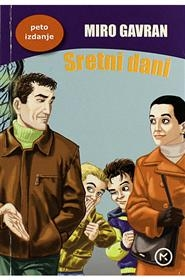 peto
izdanje
MIRO GAVRAN
Sretni dani
M